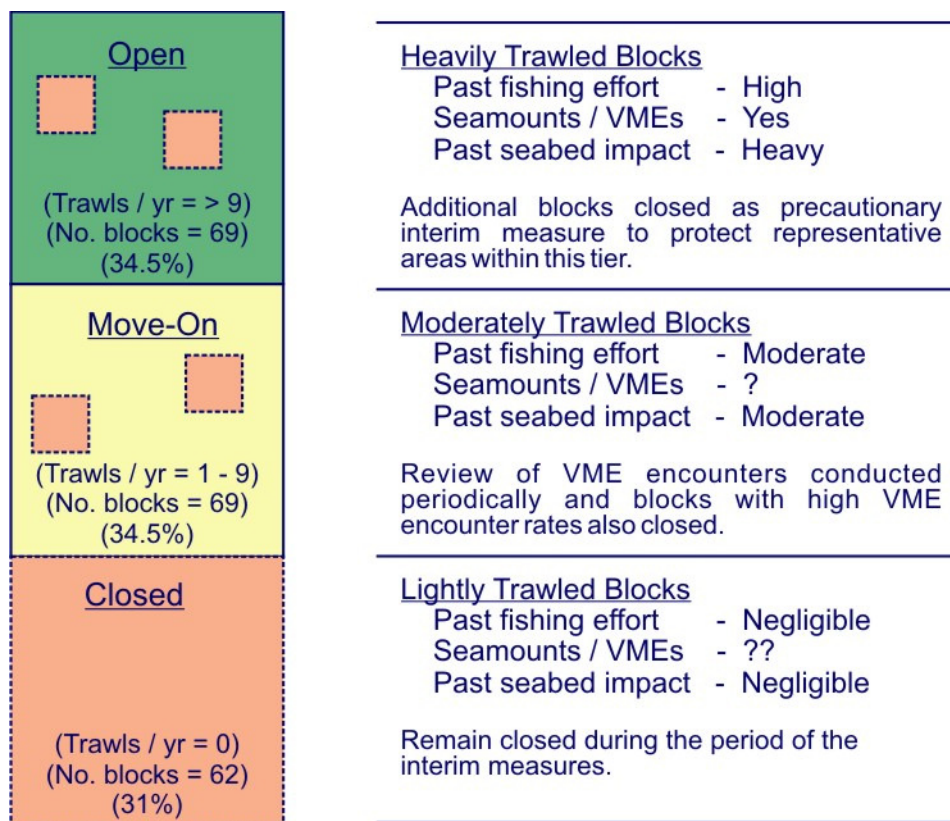 Open
(Trawls / yr = > 9)
(No. blocks = 69)
(34.5%)
Heavily Trawled Blocks
Past fishing effort - High
Seamounts / VMEs - Yes
Past seabed impact - Heavy
Additional blocks closed as precautionary
interim measure to protect representative
areas within this tier.
Move-On
(Trawls / yr = 1 - 9)
(No. blocks = 69)
(34.5%)
Moderately Trawled Blocks
Past fishing effort - Moderate
Seamounts / VMEs - ?
Past seabed impact - Moderate
Review of VME encounters conducted
periodically and blocks with high VME
encounter rates also closed.
Closed
(Trawls / yr = 0)
(No. blocks = 62)
(31%)
Lightly Trawled Blocks
Past fishing effort - Negligible
Seamounts / VMEs - ??
Past seabed impact - Negligible
Remain closed during the period of the
interim measures.